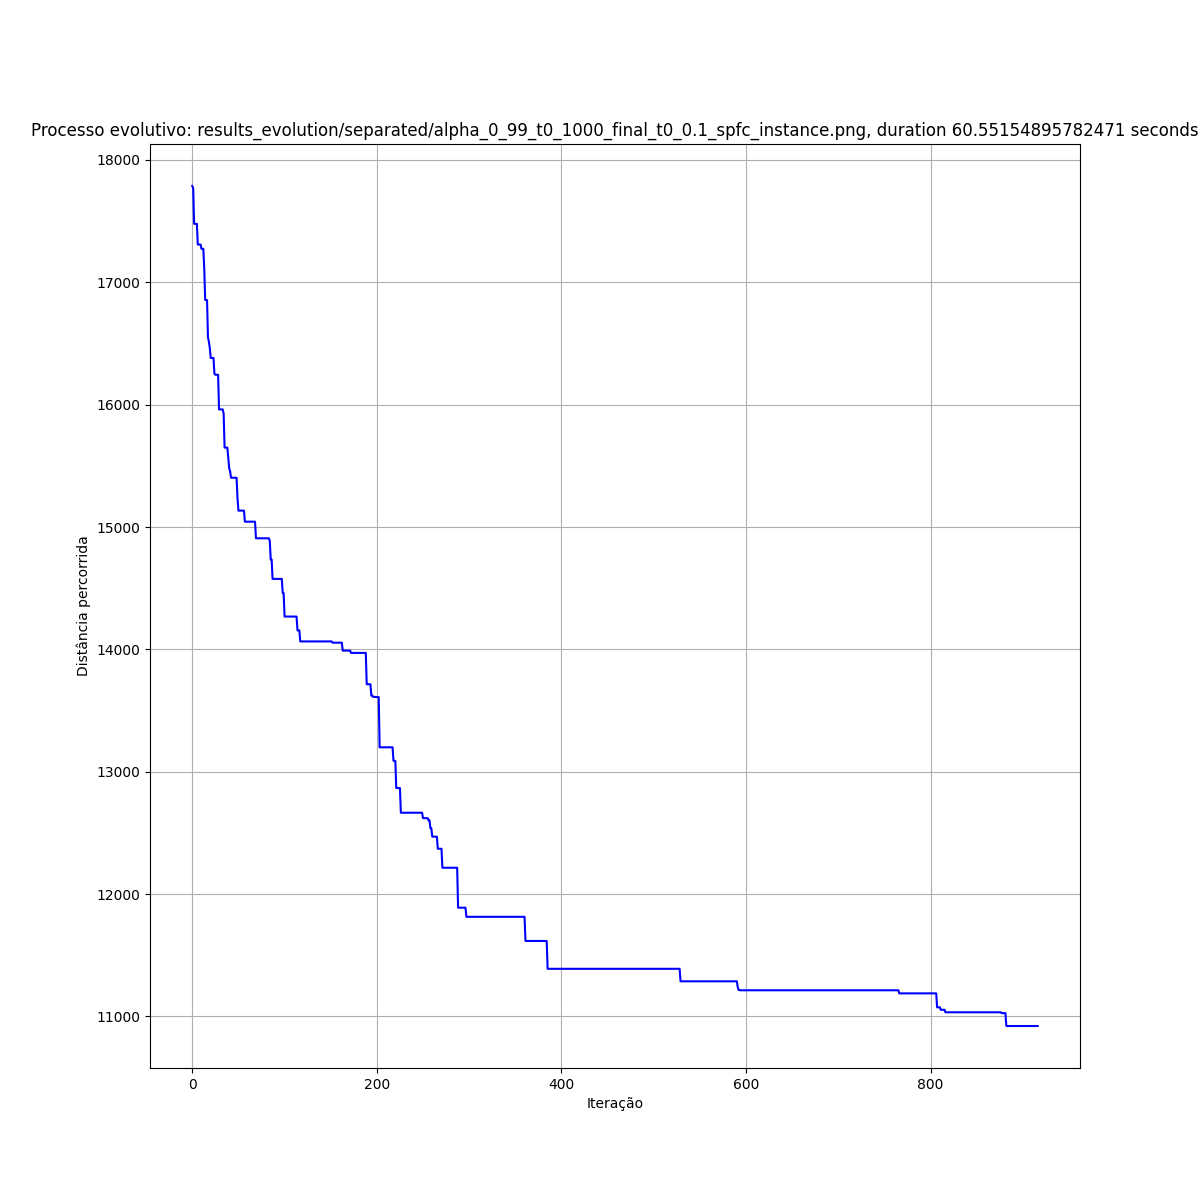 Processo evolutivo: results_evolution/separated/alpha_0_99_t0_1000_final_t0_0.1_spfc_instance.png, duration 60.55154895782471 seconds
18000
17000
16000
15000
14000
13000
12000
11000
Distância percorrida
0 200 400 600 800
Iteração